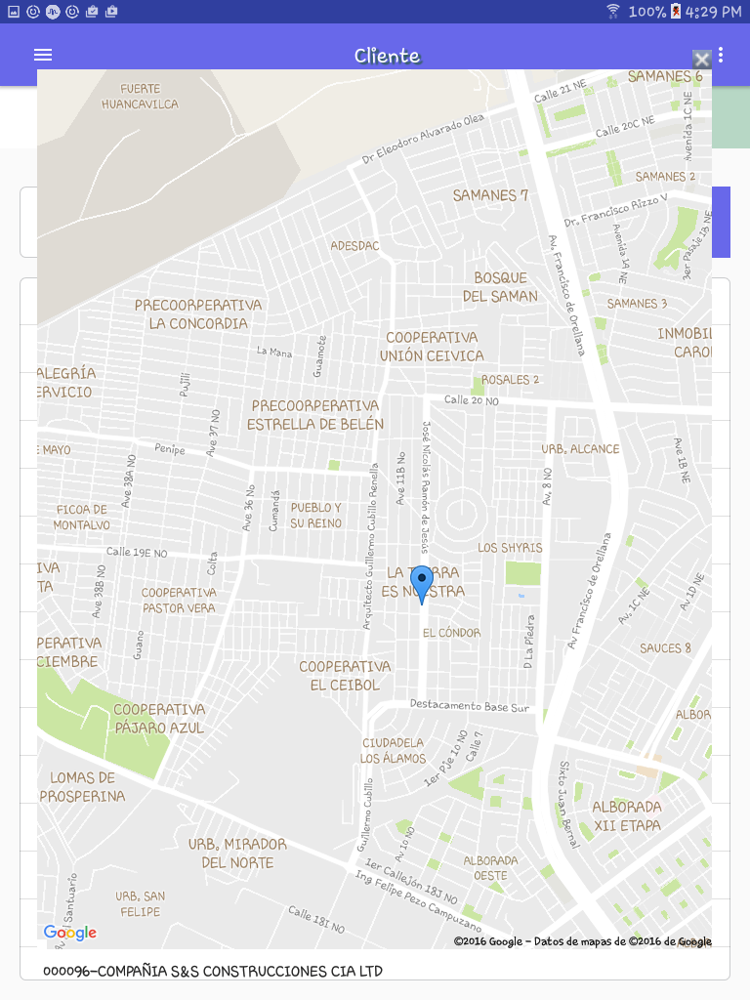 100% 4:29 PM
Cliente
SAMANES 6
FUERTE
HUANCAVILCA
Calle 21 NE
Calle 20C NE
Avenida 1C NE
Dr Eleodoro Alvarado Olea
SAMANES 2
SAMANES 7
Dr. Francisco Rizzo V
3er Pasaje 1B NE
Avenida 1A NE
Av. Francisco de Orellana
ADESDAC
BOSQUE
DEL SAMAN
SAMANES 3
PRECOORPERATIVA
LA CONCORDIA
COOPERATIVA
UNIÓN CEIVICA
INMOBIL
CARO
La Mana
Guamote
ALEGRÍA
ERVICIO
Pujili
ROSALES 2
Calle 20 NO
PRECOORPERATIVA
ESTRELLA DE BELÉN
Ave 37 NO
José Nicolás Ramón de Jesús
E MAYO
Penipe
URB. ALCANCE
Ave 1B NE
Ave 38A NO
Ave 11B No
Av. 8 NO
Ave 36 No
Cumandá
Arquitecto Guillermo Cubillo Renella
FICOA DE
MONTALVO
PUEBLO Y
SU REINO
LOS SHYRIS
Calle 19E NO
Colta
IVA
TA
Ave 38B NO
LA TIERRA
ES NUESTRA
Av Francisco de Orellana
Av. 1C NE
Av 1D NE
COOPERATIVA
PASTOR VERA
EL CÓNDOR
D La Piedra
Guano
PERATIVA
CIEMBRE
SAUCES 8
COOPERATIVA
EL CEIBOL
Destacamento Base Sur
COOPERATIVA
PÁJARO AZUL
ALBOR
CIUDADELA
LOS ÁLAMOS
1er Pje 10 NO
Calle 7
LOMAS DE
PROSPERINA
Guillermo Cubillo
Sixto Juan Bernal
ALBORADA
XII ETAPA
URB. MIRADOR
DEL NORTE
Av 10 NO
ALBORADA
OESTE
1er Callejón 18J NO
Ing Felipe Pezo Campuzano
URB. SAN
FELIPE
l Santuario
Calle 18I NO
Google
©2016 Google - Datos de mapas de ©2016 de Google
000096-COMPAÑIA S&S CONSTRUCCIONES CIA LTD